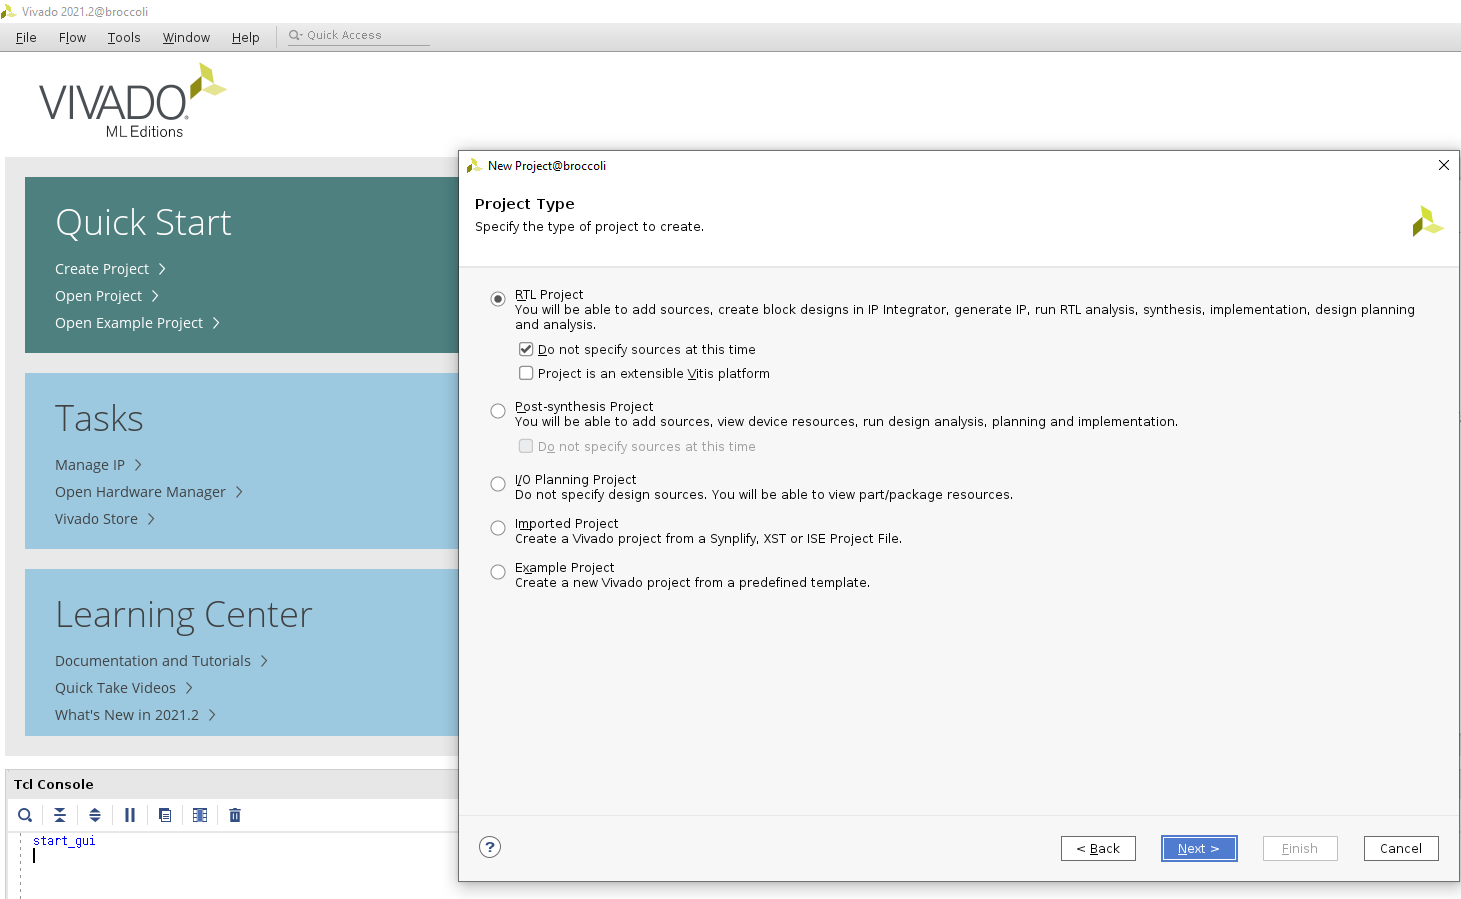 Vivado 2021.2@broccoli
File Flow Tools Window Help Quick Access
VIVADO
ML Editions
Quick Start
Create Project
Open Project
Open Example Project
Tasks
Manage IP
Open Hardware Manager
Vivado Store
Learning Center
Documentation and Tutorials
Quick Take Videos
What's New in 2021.2
Tcl Console
start_gui
New Project@broccoli
Project Type
Specify the type of project to create.
RTL Project
You will be able to add sources, create block designs in IP Integrator, generate IP, run RTL analysis, synthesis, implementation, design planning
and analysis.
Do not specify sources at this time
Project is an extensible Vitis platform
Post-synthesis Project
You will be able to add sources, view device resources, run design analysis, planning and implementation.
Do not specify sources at this time
I/O Planning Project
Do not specify design sources. You will be able to view part/package resources.
Imported Project
Create a Vivado project from a Synplify, XST or ISE Project File.
Example Project
Create a new Vivado project from a predefined template.
? < Back Next > Finish Cancel